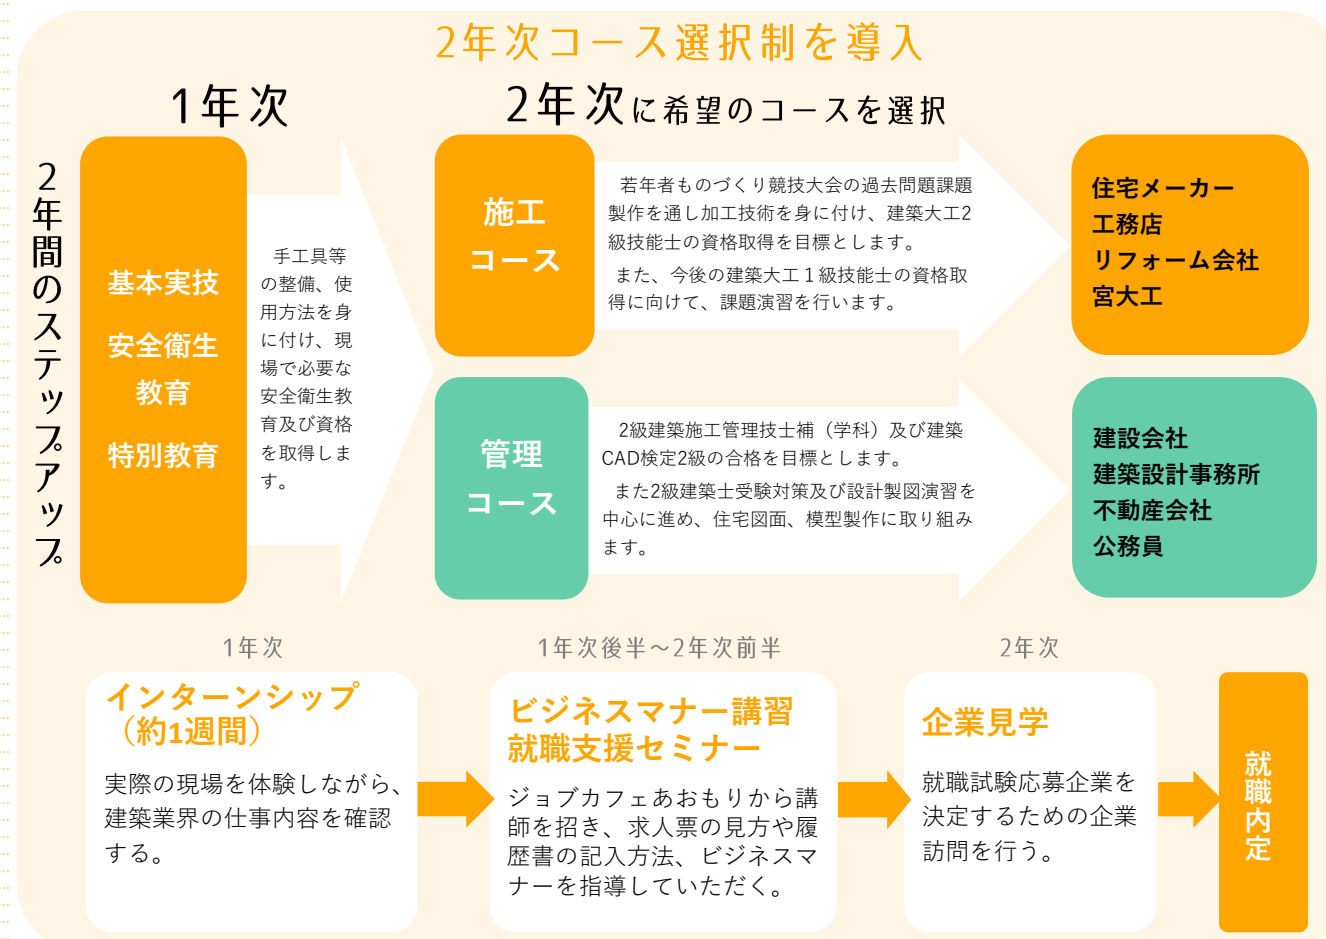 2年次コース選択制を導入
1年次
2年次に希望のコースを選択
2年間のステップアップ
基本実技
安全衛生
教育
特別教育
手工具等
の整備、使
用方法を身
に付け、現
場で必要な
安全衛生教
育及び資格
を取得しま
す。
施工
コース
若年者ものづくり競技大会の過去問題課題
製作を通し加工技術を身に付け、建築大工2
級技能士の資格取得を目標とします。
また、今後の建築大工１級技能士の資格取
得に向けて、課題演習を行います。
住宅メーカー
工務店
リフォーム会社
宮大工
管理
コース
2級建築施工管理技士補（学科）及び建築
CAD検定2級の合格を目標とします。
また2級建築士受験対策及び設計製図演習を
中心に進め、住宅図面、模型製作に取り組み
ます。
建設会社
建築設計事務所
不動産会社
公務員
1年次
インターンシップ
（約1週間）
実際の現場を体験しながら、
建築業界の仕事内容を確認
する。
1年次後半～2年次前半
ビジネスマナー講習
就職支援セミナー
ジョブカフェあおもりから講
師を招き、求人票の見方や履
歴書の記入方法、ビジネスマ
ナーを指導していただく。
2年次
企業見学
就職試験応募企業を
決定するための企業
訪問を行う。
就職内定